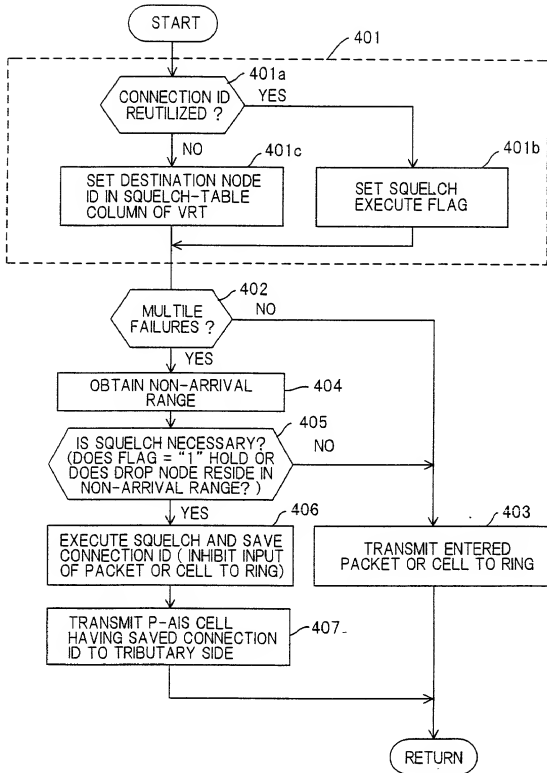 START
401
401a
CONNECTION ID
REUTILIZED ?
YES
NO
401c
401b
SET DESTINATION NODE
ID IN SQUELCH-TABLE
COLUMN OF VRT
SET SQUELCH
EXECUTE FLAG
402
MULTILE
FAILURES ?
NO
YES
OBTAIN NON-ARRIVAL
RANGE
404
405
IS SQUELCH NECESSARY?
(DOES FLAG = "1" HOLD OR
DOES DROP NODE RESIDE IN
NON-ARRIVAL RANGE? )
NO
YES
406
EXECUTE SQUELCH AND SAVE
CONNECTION ID ( INHIBIT INPUT
OF PACKET OR CELL TO RING)
403
TRANSMIT ENTERED
PACKET OR CELL TO RING
TRANSMIT P-AIS CELL
HAVING SAVED CONNECTION
ID TO TRIBUTARY SIDE
407
RETURN